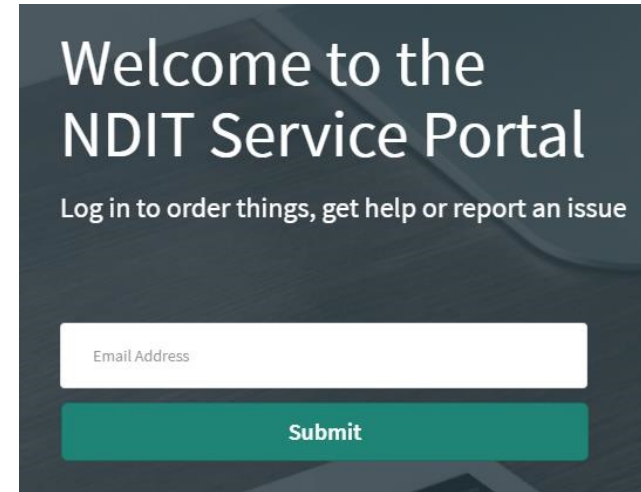 Welcome to the
NDIT Service Portal
Log in to order things, get help or report an issue
Email Address
Submit